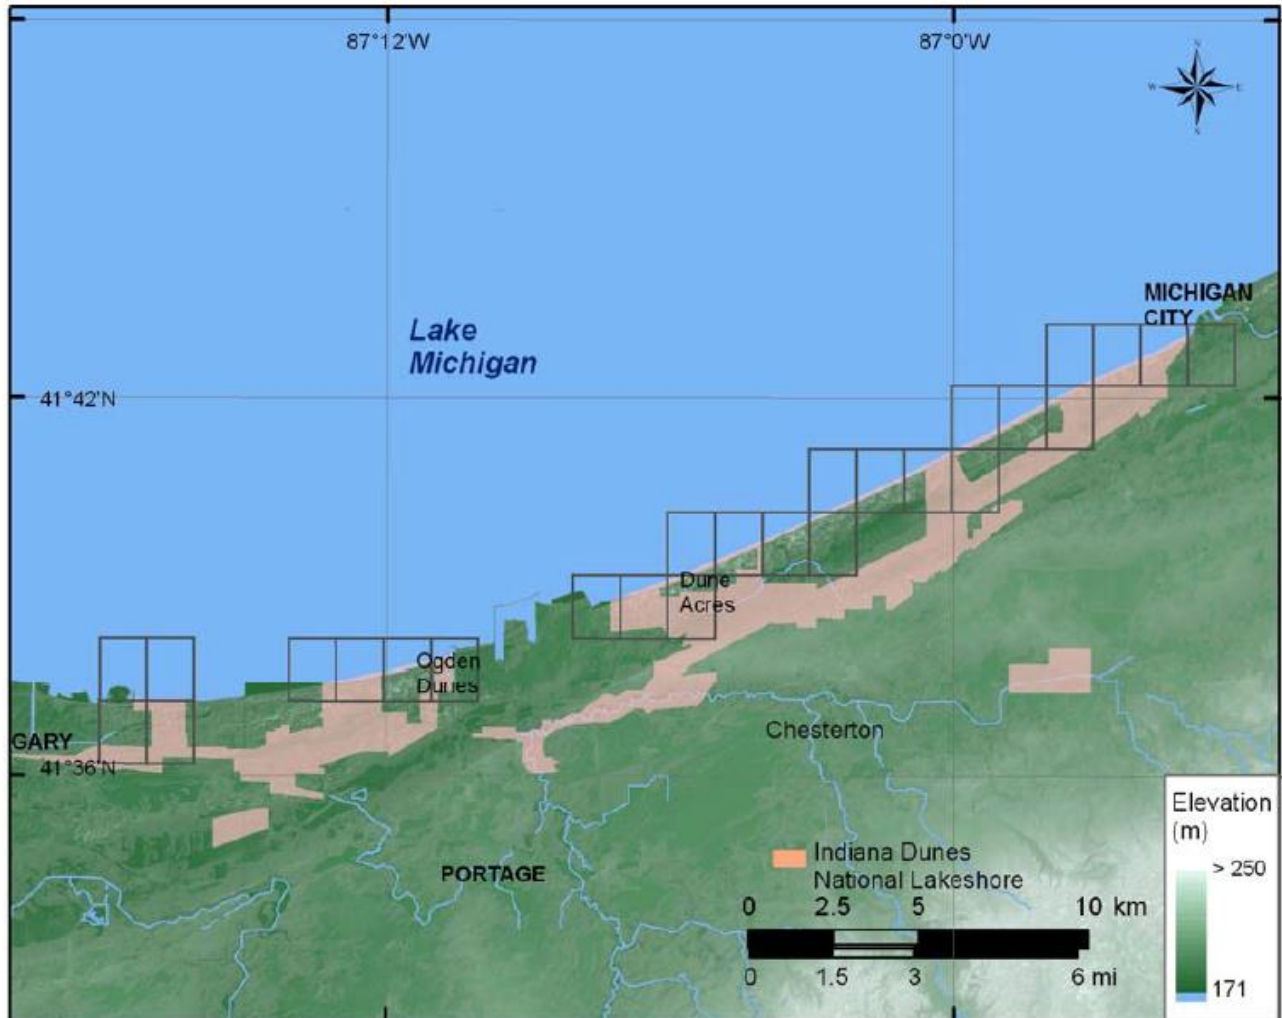 87°12'W
87°0'W
N
W
E
N
MICHIGAN
CITY
Lake
Michigan
41°42'N
Dune
Acres
Ogden
Dunes
Chesterton
GARY
41°36'N
PORTAGE
Elevation
(m)
> 250
171
Indiana Dunes
National Lakeshore
0 2.5 5 10 km
0 1.5 3 6 mi